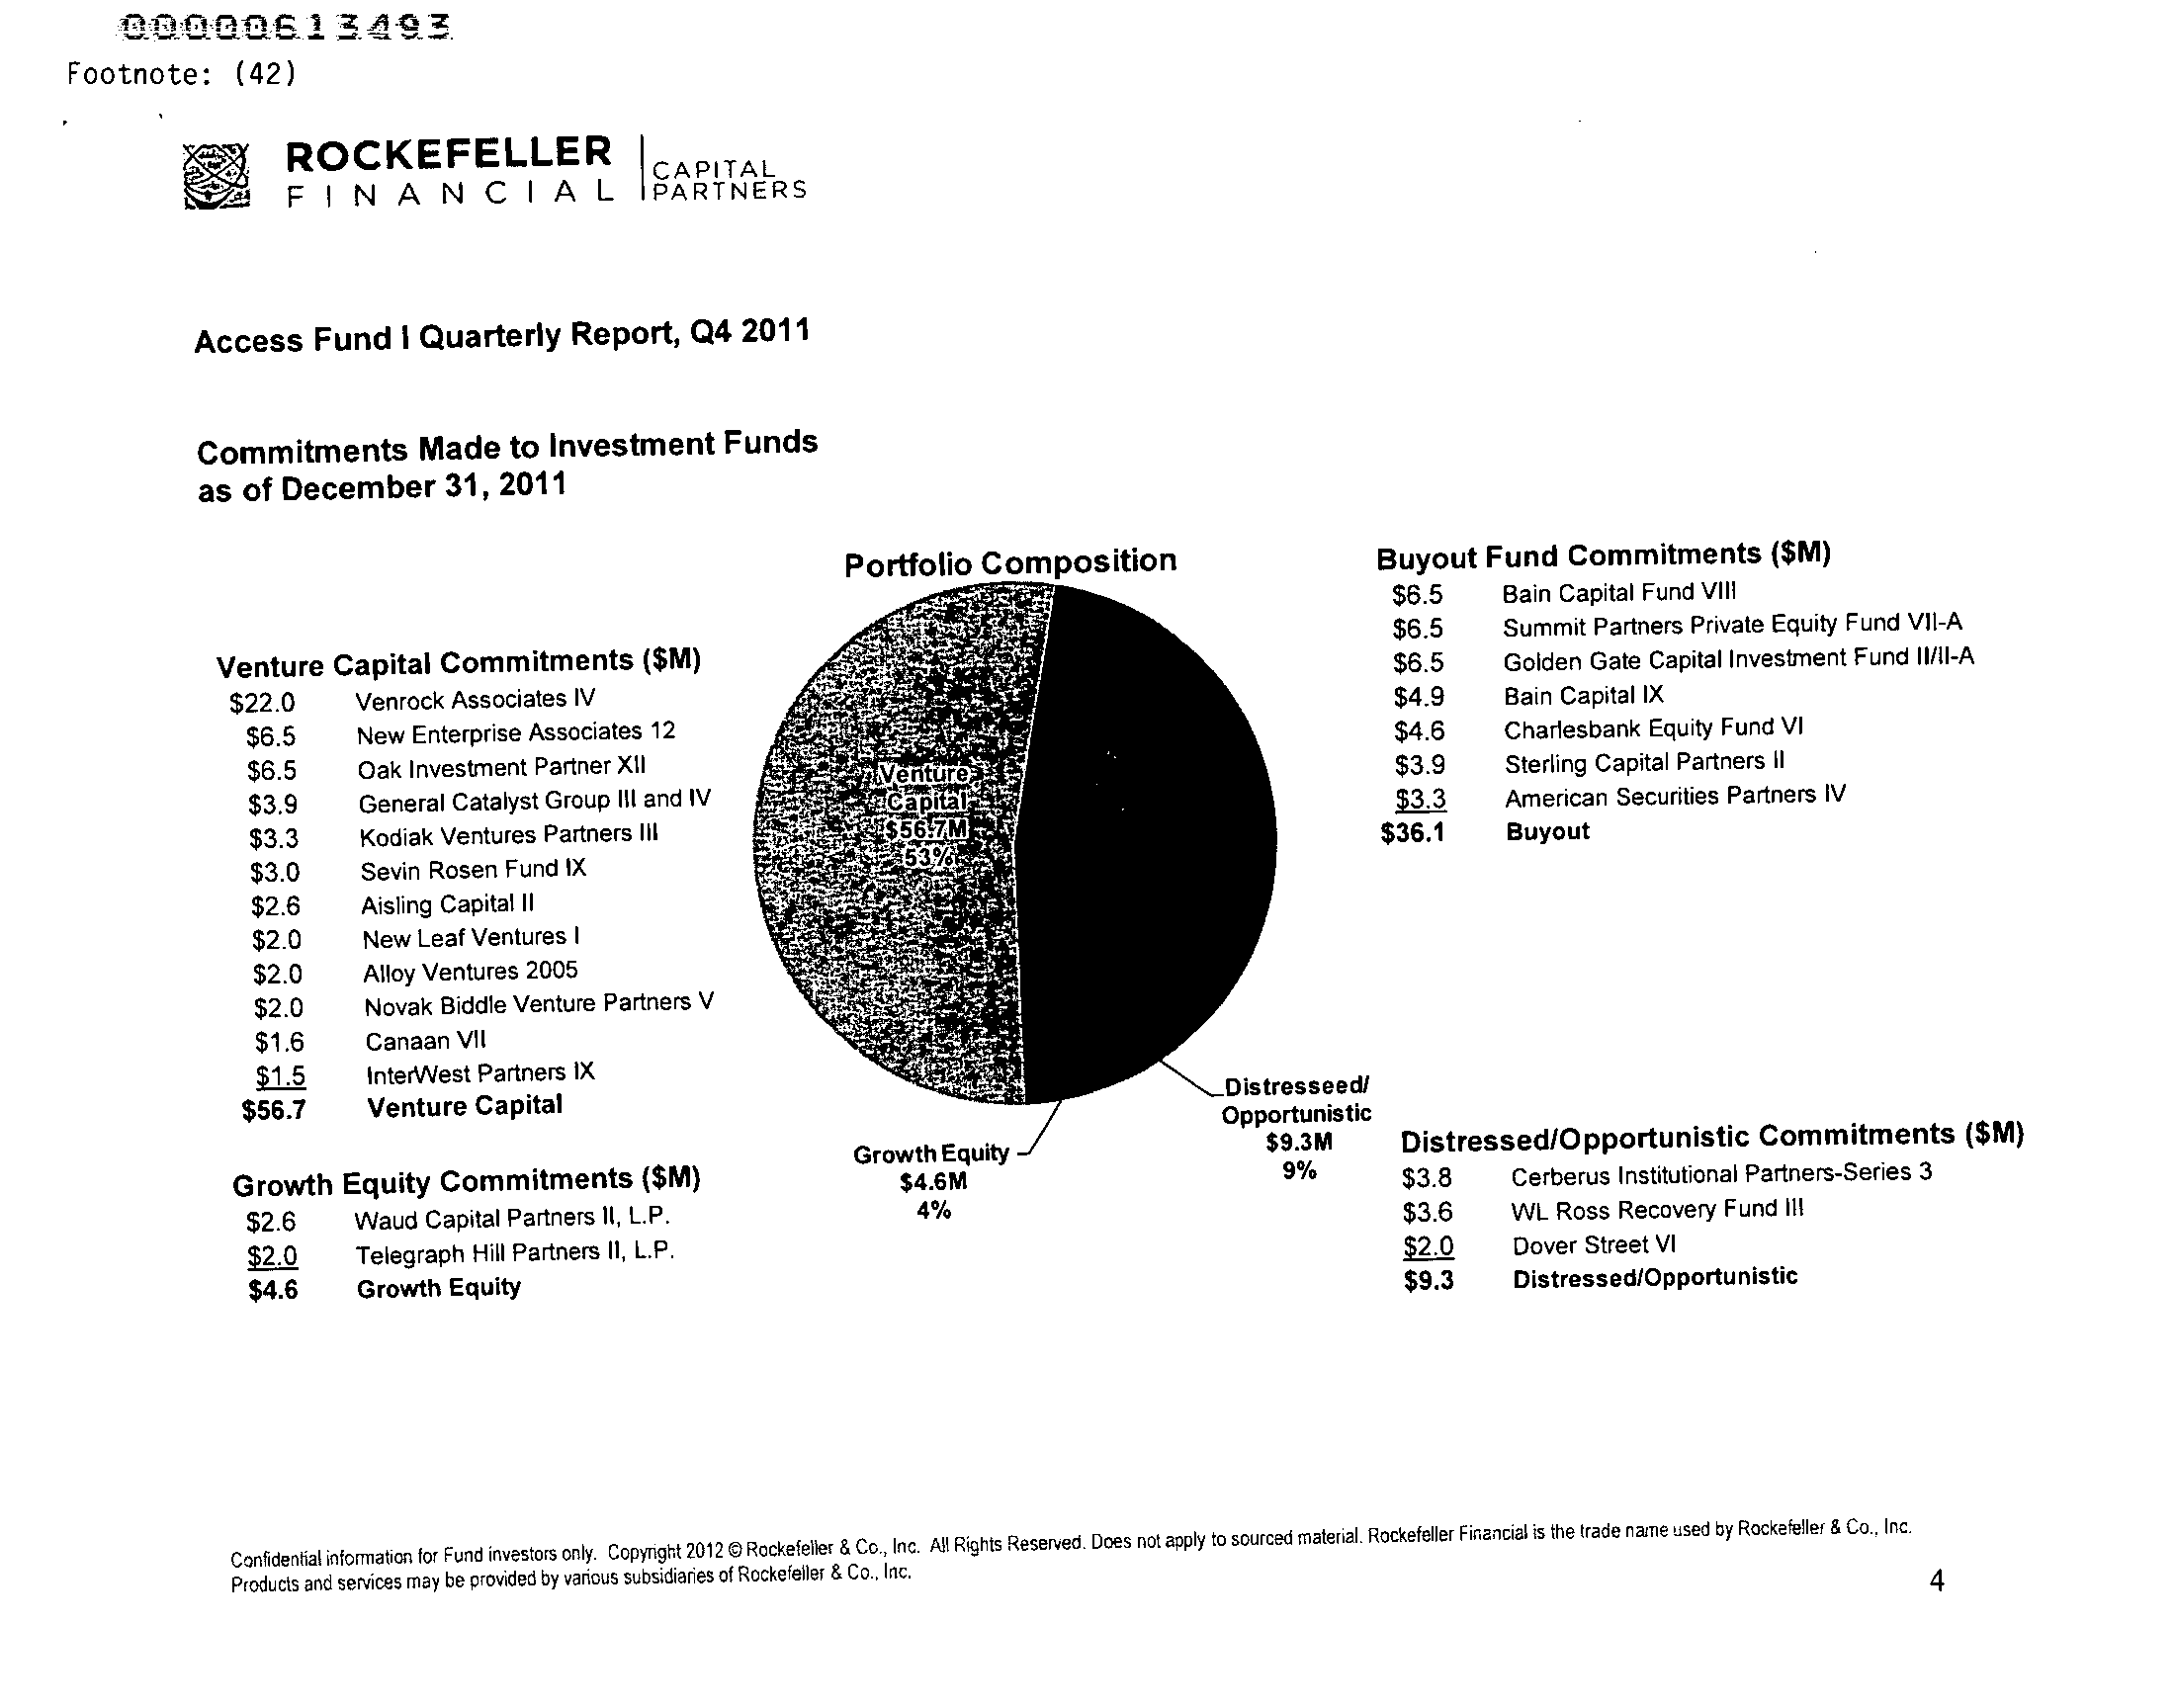 00000613493
Footnote: (42)
ROCKEFELLER
FINANCIAL
CAPITAL
PARTNERS
Access Fund I Quarterly Report, Q4 2011
Commitments Made to Investment Funds
as of December 31, 2011
Portfolio Composition
Venture Capital Commitments ($M)
$22.0 Venrock Associates IV
$6.5 New Enterprise Associates 12
$6.5 Oak Investment Partner XII
$3.9 General Catalyst Group III and IV
$3.3 Kodiak Ventures Partners III
$3.0 Sevin Rosen Fund IX
$2.6 Aisling Capital II
$2.0 New Leaf Ventures I
$2.0 Alloy Ventures 2005
$2.0 Novak Biddle Venture Partners V
$1.6 Canaan VII
$1.5 InterWest Partners IX
$56.7 Venture Capital
Growth Equity Commitments ($M)
$2.6 Waud Capital Partners II, L.P.
$2.0 Telegraph Hill Partners II, L.P.
$4.6 Growth Equity
Venture
Capital
$56.7M
53%
Growth Equity
$4.6M
4%
Distresseed/
Opportunistic
$9.3M
9%
Buyout Fund Commitments ($M)
$6.5 Bain Capital Fund VIII
$6.5 Summit Partners Private Equity Fund VII-A
$6.5 Golden Gate Capital Investment Fund II/II-A
$4.9 Bain Capital IX
$4.6 Charlesbank Equity Fund VI
$3.9 Sterling Capital Partners II
$3.3 American Securities Partners IV
$36.1 Buyout
Distressed/Opportunistic Commitments ($M)
$3.8 Cerberus Institutional Partners-Series 3
$3.6 WL Ross Recovery Fund III
$2.0 Dover Street VI
$9.3 Distressed/Opportunistic
Confidential information for Fund investors only. Copyright 2012 © Rockefeller & Co., Inc. All Rights Reserved. Does not apply to sourced material. Rockefeller Financial is the trade name used by Rockefeller & Co., Inc.
Products and services may be provided by various subsidiaries of Rockefeller & Co., Inc.
4